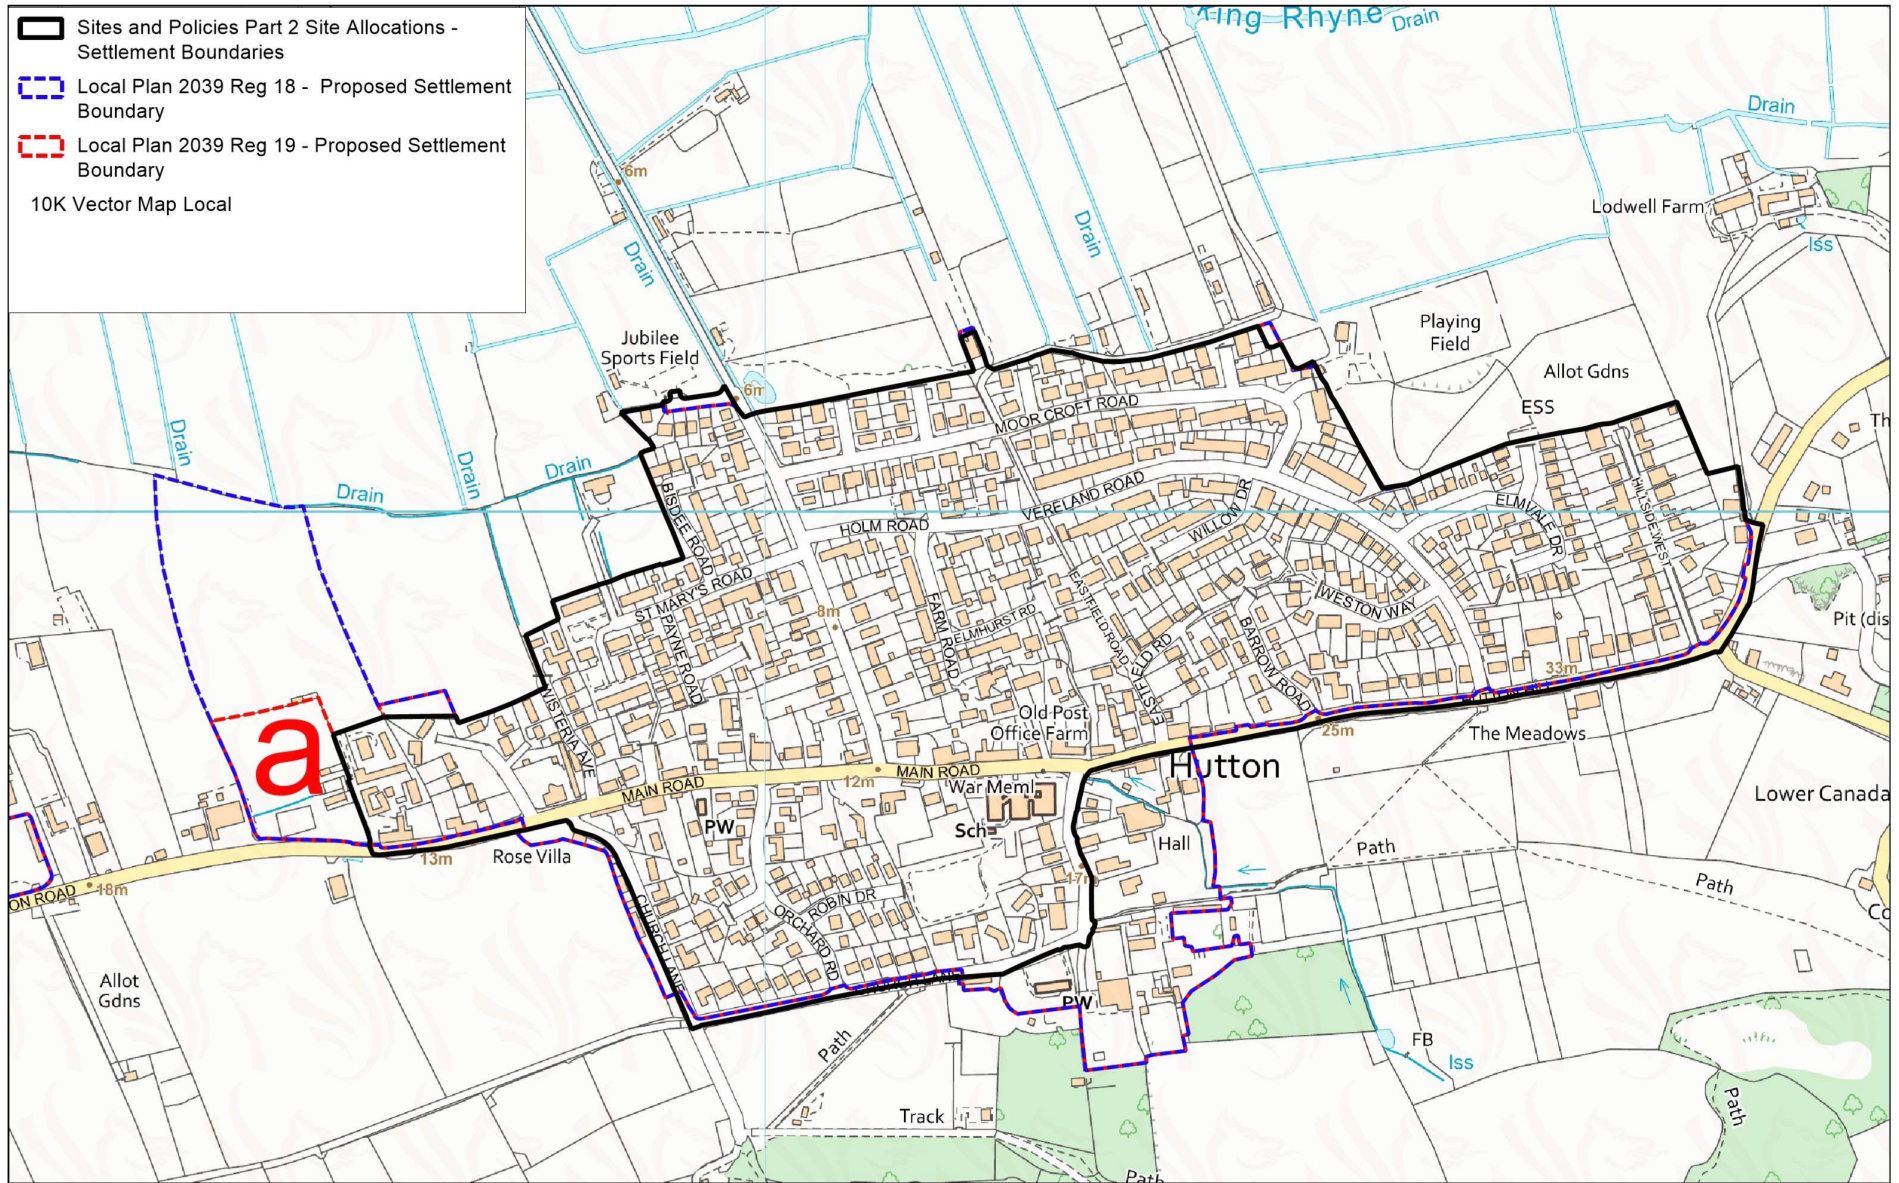 Sites and Policies Part 2 Site Allocations -
Settlement Boundaries
Local Plan 2039 Reg 18 - Proposed Settlement
Boundary
Local Plan 2039 Reg 19 - Proposed Settlement
Boundary
10K Vector Map Local
Rhyne
Drain
Drain
6m
Lodwell Farm
Iss
Drain
Drain
Jubilee
Sports Field
Playing
Field
6m
Allot Gdns
ESS
MOOR CROFT ROAD
Drain
Drain
Drain
Drain
BISDEE ROAD
VERELAND ROAD
HOLM ROAD
WILLOW DR
ELMVALE DR
HILLSIDE WEST
ST MARY'S ROAD
PAYNE ROAD
8m
FARM ROAD
ELMHURST RD
EASTFIELD ROAD
BARROW ROAD
WESTON WAY
Pit (dis
33m
WISTERIA AVE
Old Post
Office Farm
25m
The Meadows
a
Hutton
MAIN ROAD
12m
MAIN ROAD
War Meml
Lower Canada
PW
Sch
Hall
Path
13m
Rose Villa
17m
Path
ON ROAD
18m
CHURCH LANE
ROBIN DR
ORCHARD RD
Allot
Gdns
PW
Path
FB
Iss
Track
Path
Path